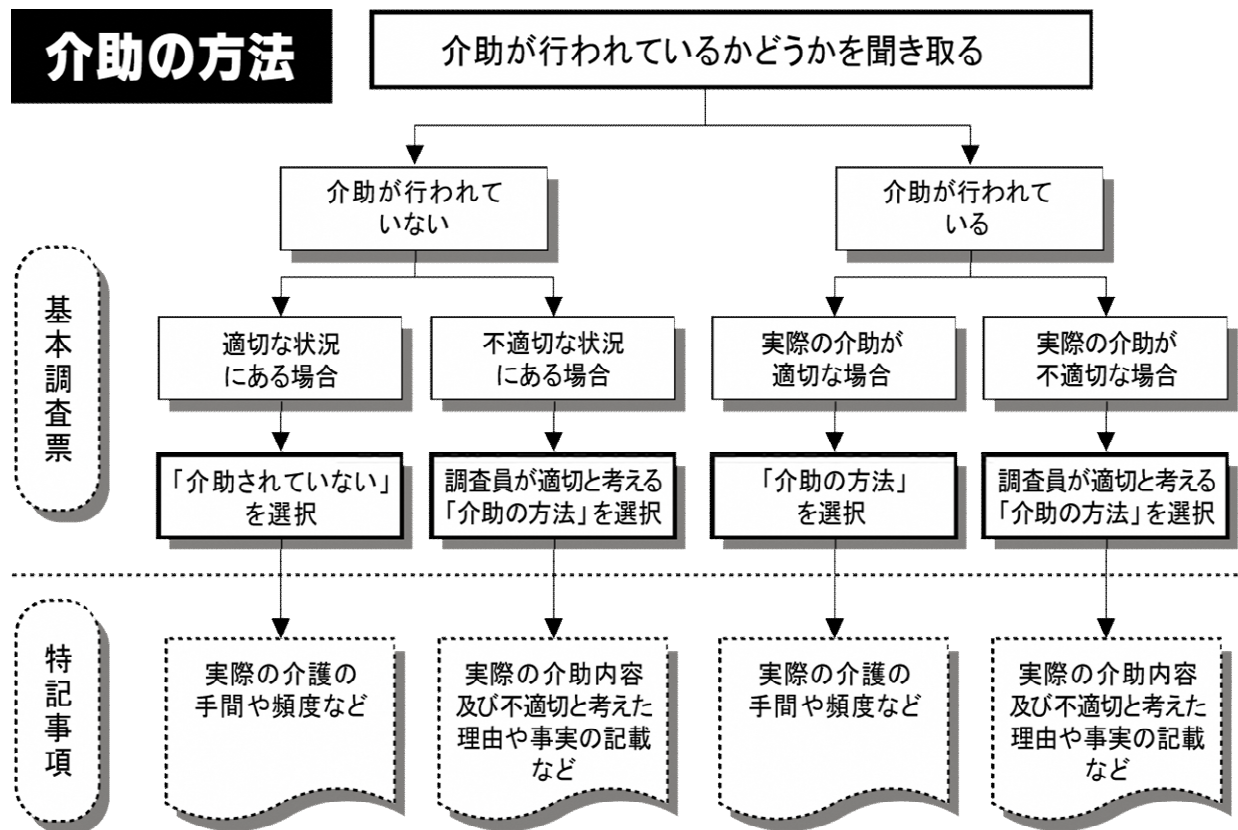 介助の方法
介助が行われているかどうかを聞き取る
介助が行われて
いない
介助が行われて
いる
基本調査票
適切な状況
にある場合
不適切な状況
にある場合
実際の介助が
適切な場合
実際の介助が
不適切な場合
「介助されていない」
を選択
調査員が適切と考える
「介助の方法」を選択
「介助の方法」
を選択
調査員が適切と考える
「介助の方法」を選択
特記事項
実際の介護の
手間や頻度など
実際の介助内容
及び不適切と考えた
理由や事実の記載
など
実際の介護の
手間や頻度など
実際の介助内容
及び不適切と考えた
理由や事実の記載
など